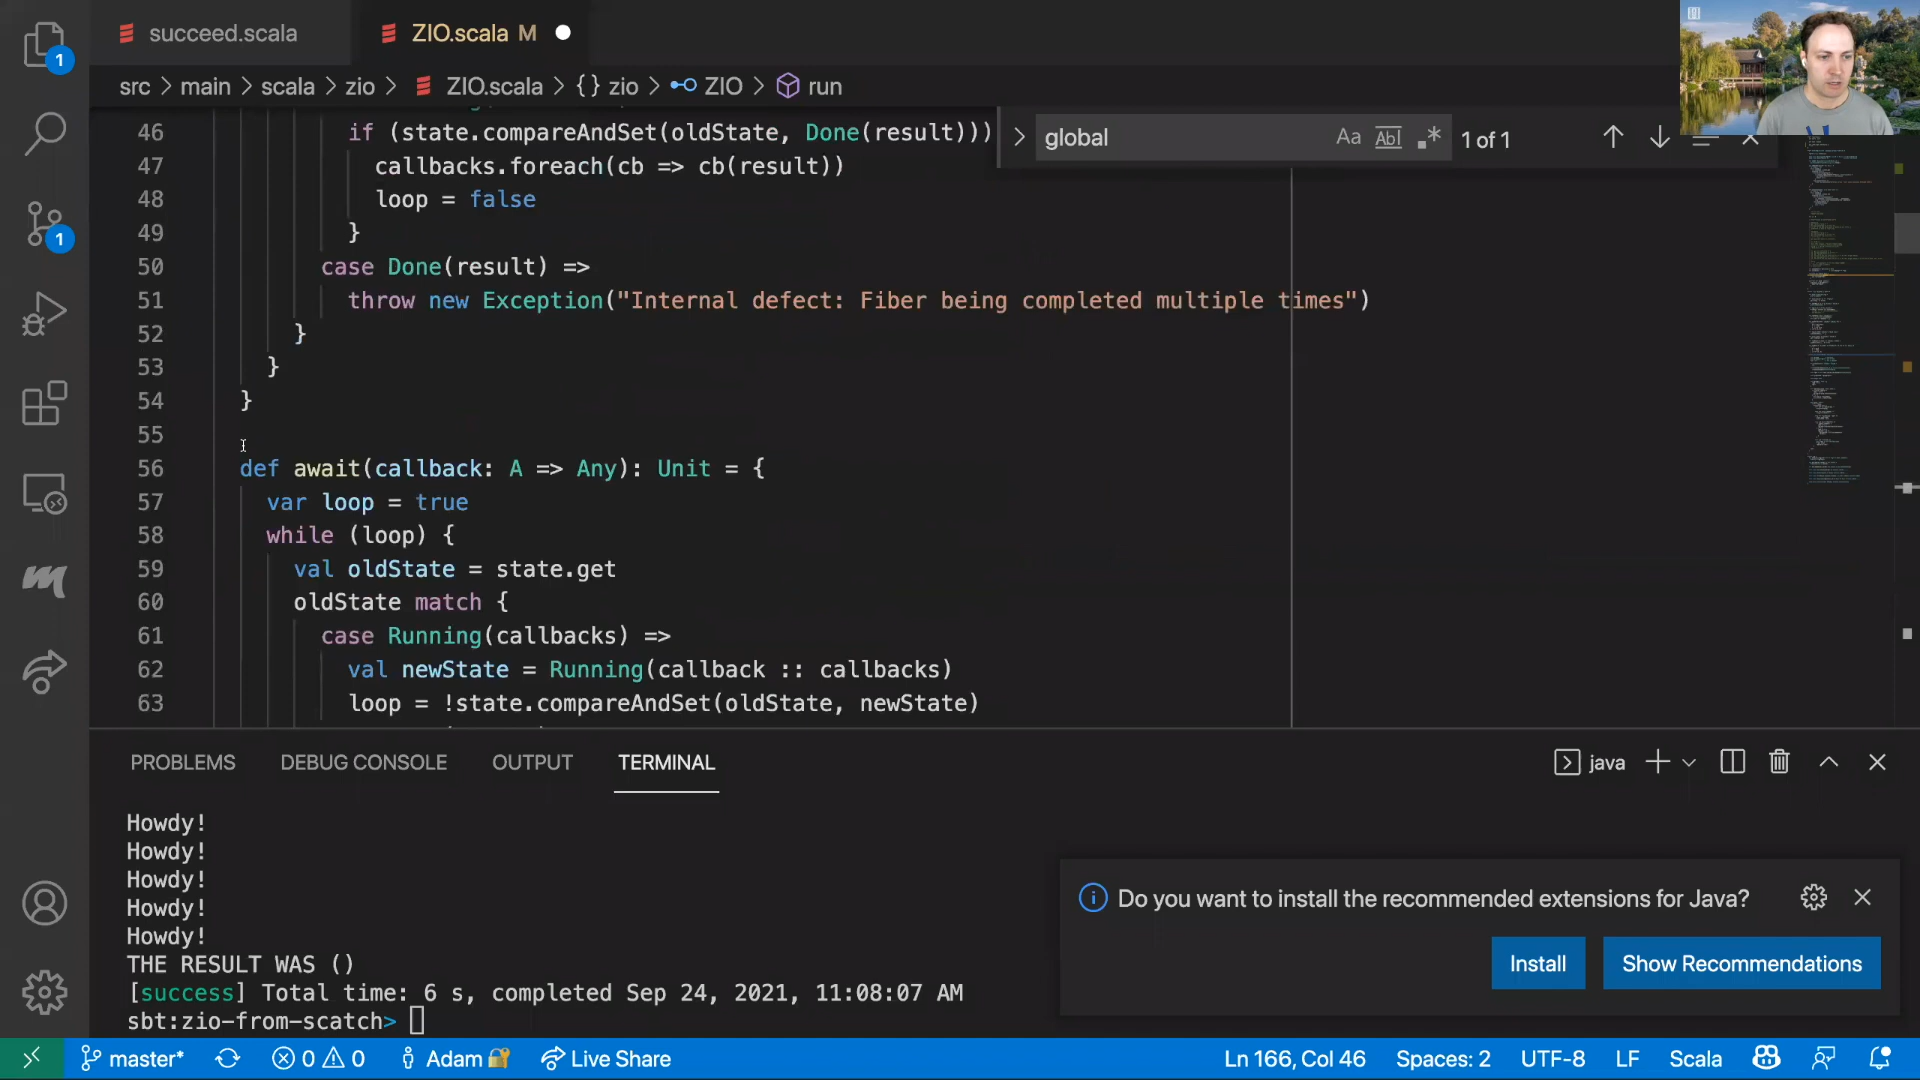 succeed.scala
ZIO.scala M
src > main > scala > zio > ZIO.scala > {} zio > ZIO > run
global
Aa Abl .* 1 of 1
46 if (state.compareAndSet(oldState, Done(result)))
47 callbacks.foreach(cb => cb(result))
48 loop = false
49 }
50 case Done(result) =>
51 throw new Exception("Internal defect: Fiber being completed multiple times")
52 }
53 }
54 }
55
56 def await(callback: A => Any): Unit = {
57 var loop = true
58 while (loop) {
59 val oldState = state.get
60 oldState match {
61 case Running(callbacks) =>
62 val newState = Running(callback :: callbacks)
63 loop = !state.compareAndSet(oldState, newState)
1
1
PROBLEMS DEBUG CONSOLE OUTPUT TERMINAL
java
Howdy!
Howdy!
Howdy!
Howdy!
Howdy!
THE RESULT WAS ()
[success] Total time: 6 s, completed Sep 24, 2021, 11:08:07 AM
sbt:zio-from-scatch>
Do you want to install the recommended extensions for Java?
Install
Show Recommendations
master* 0 0 Adam Live Share
Ln 166, Col 46 Spaces: 2 UTF-8 LF Scala